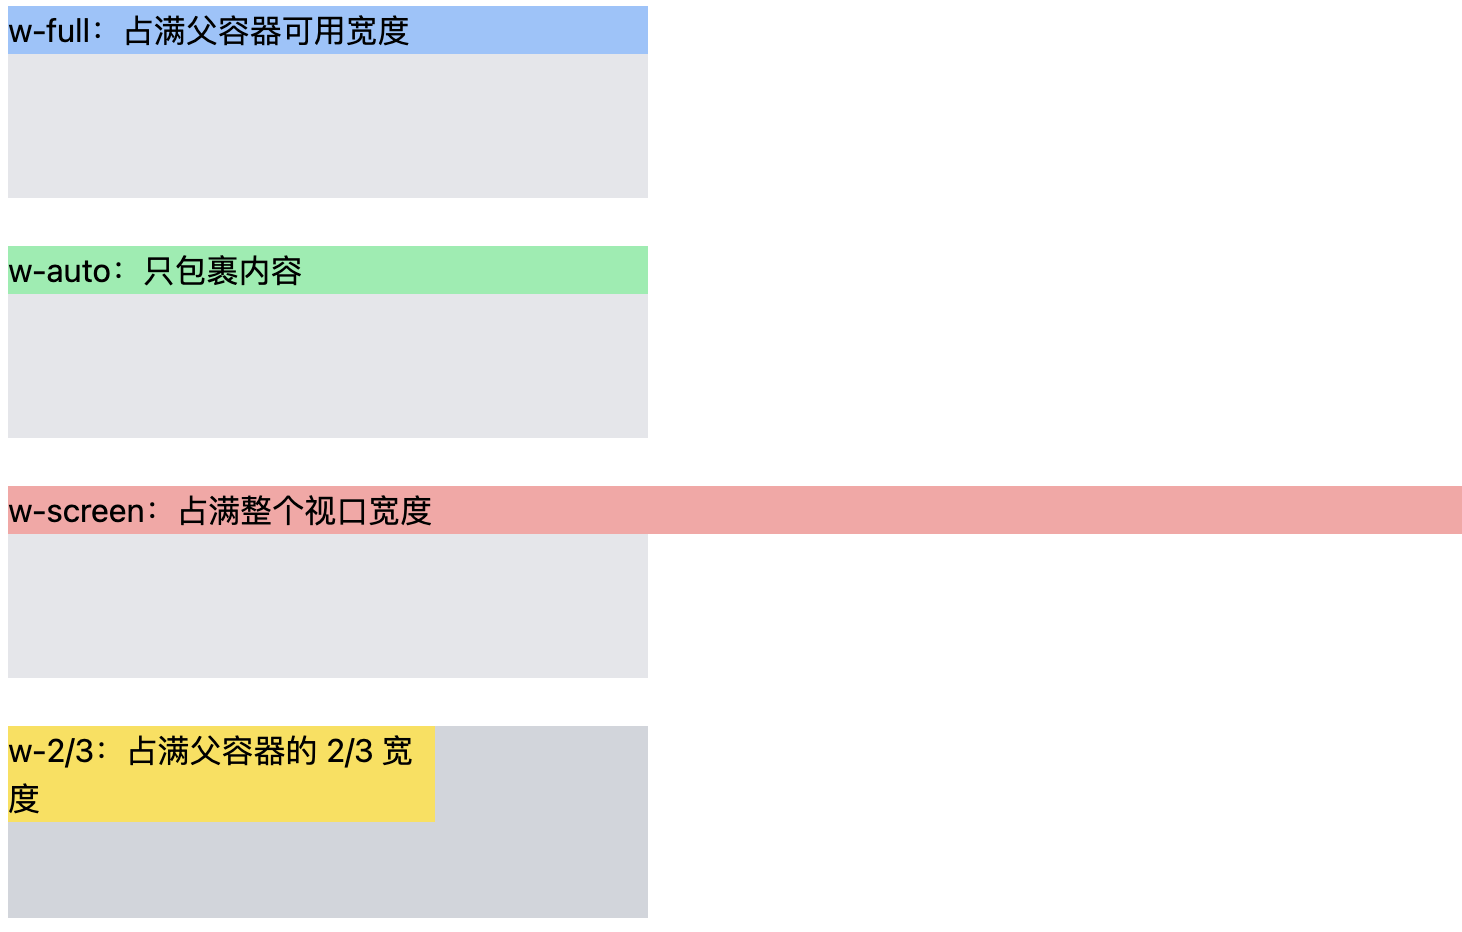 w-full：占满父容器可用宽度
w-auto：只包裹内容
w-screen：占满整个视口宽度
w-2/3：占满父容器的 2/3 宽
度